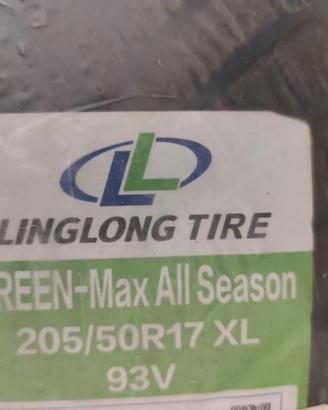 LINGLONG TIRE
REEN-Max All Season
205/50R17 XL
93V